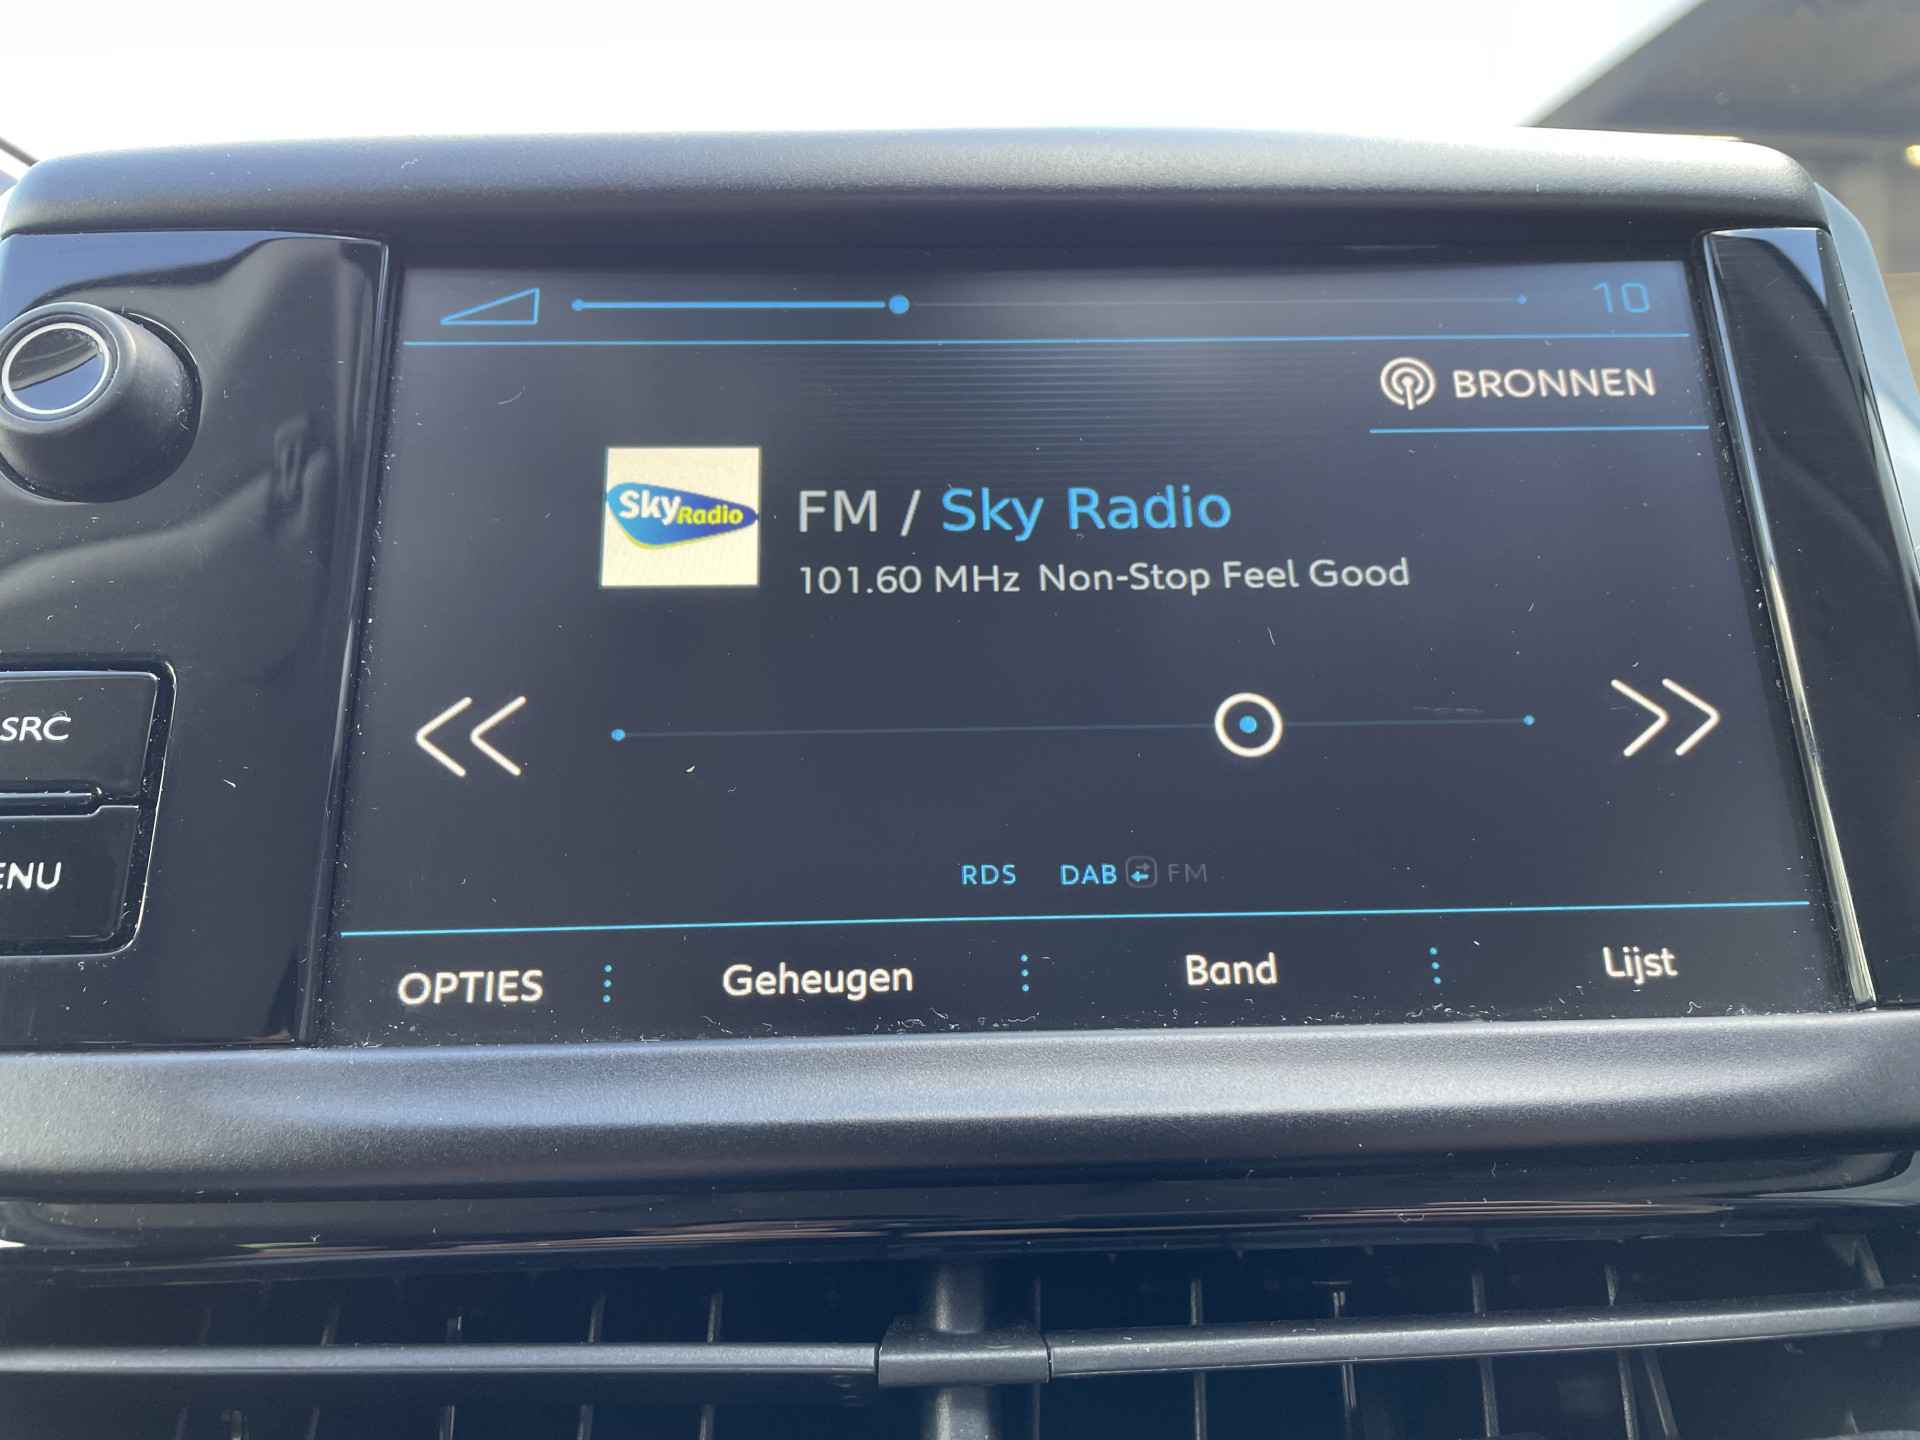 10
BRONNEN
Sky Radio
FM / Sky Radio
101.60 MHz Non-Stop Feel Good
SRC
ENU
RDS DAB FM
OPTIES Geheugen Band Lijst